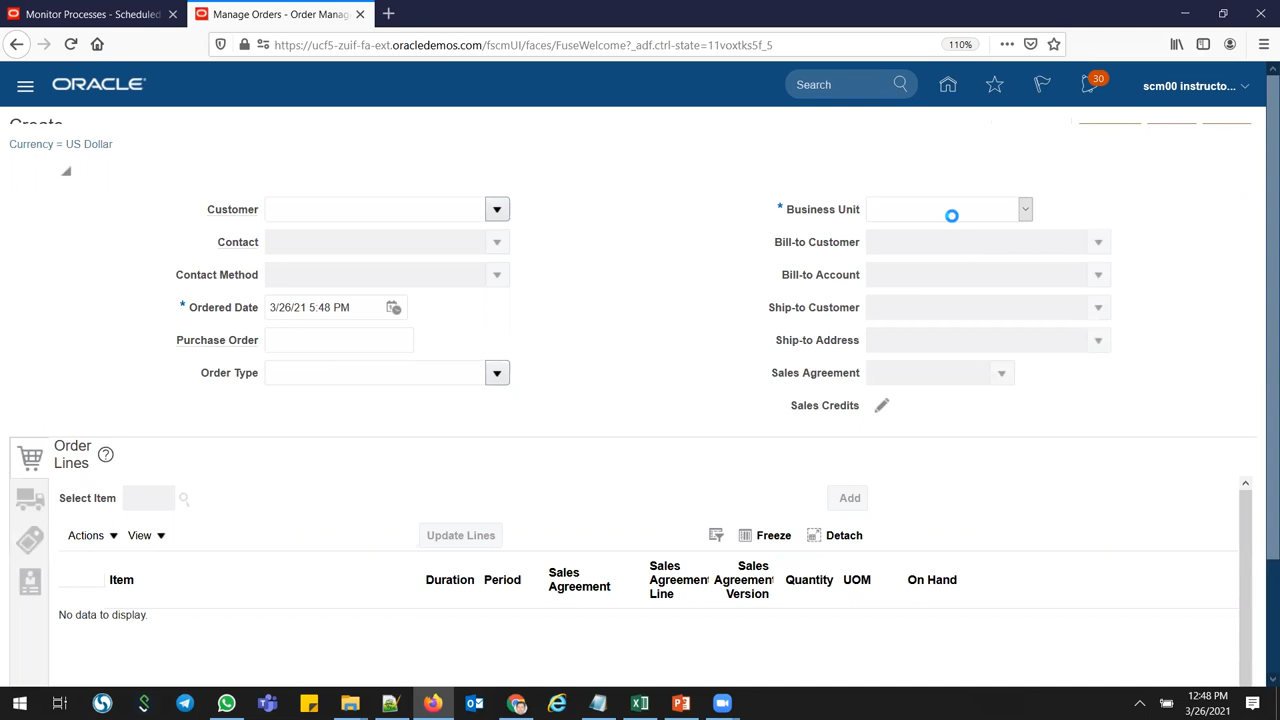 Monitor Processes - Scheduled
Manage Orders - Order Manag
https://ucf5-zuif-fa-ext.oracledemos.com/fscmUI/faces/FuseWelcome?_adf.ctrl-state=11voxtks5f_5
110%
ORACLE
Search
30
scm00 instructo...
Create
Currency = US Dollar
Customer
* Business Unit
Contact
Bill-to Customer
Contact Method
Bill-to Account
* Ordered Date 3/26/21 5:48 PM
Ship-to Customer
Purchase Order
Ship-to Address
Order Type
Sales Agreement
Sales Credits
Order
Lines
Select Item
Add
Actions View Update Lines Freeze Detach
Item
Duration
Period
Sales
Agreement
Sales
Agreement
Line
Sales
Agreement
Version
Quantity
UOM
On Hand
No data to display.
12:48 PM
3/26/2021